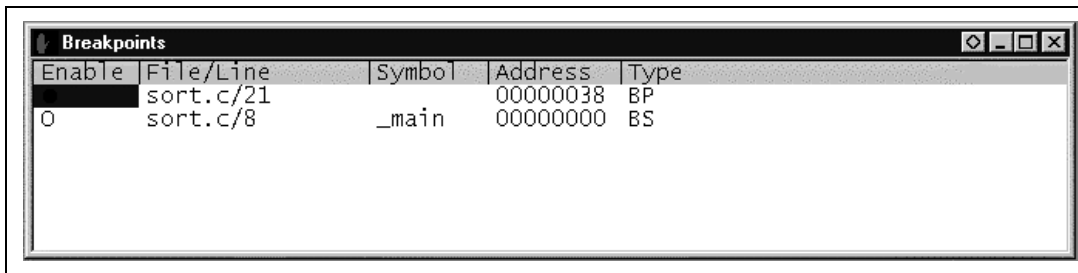 Breakpoints
Enable File/Line Symbol Address Type
sort.c/21 00000038 BP
O sort.c/8 _main 00000000 BS